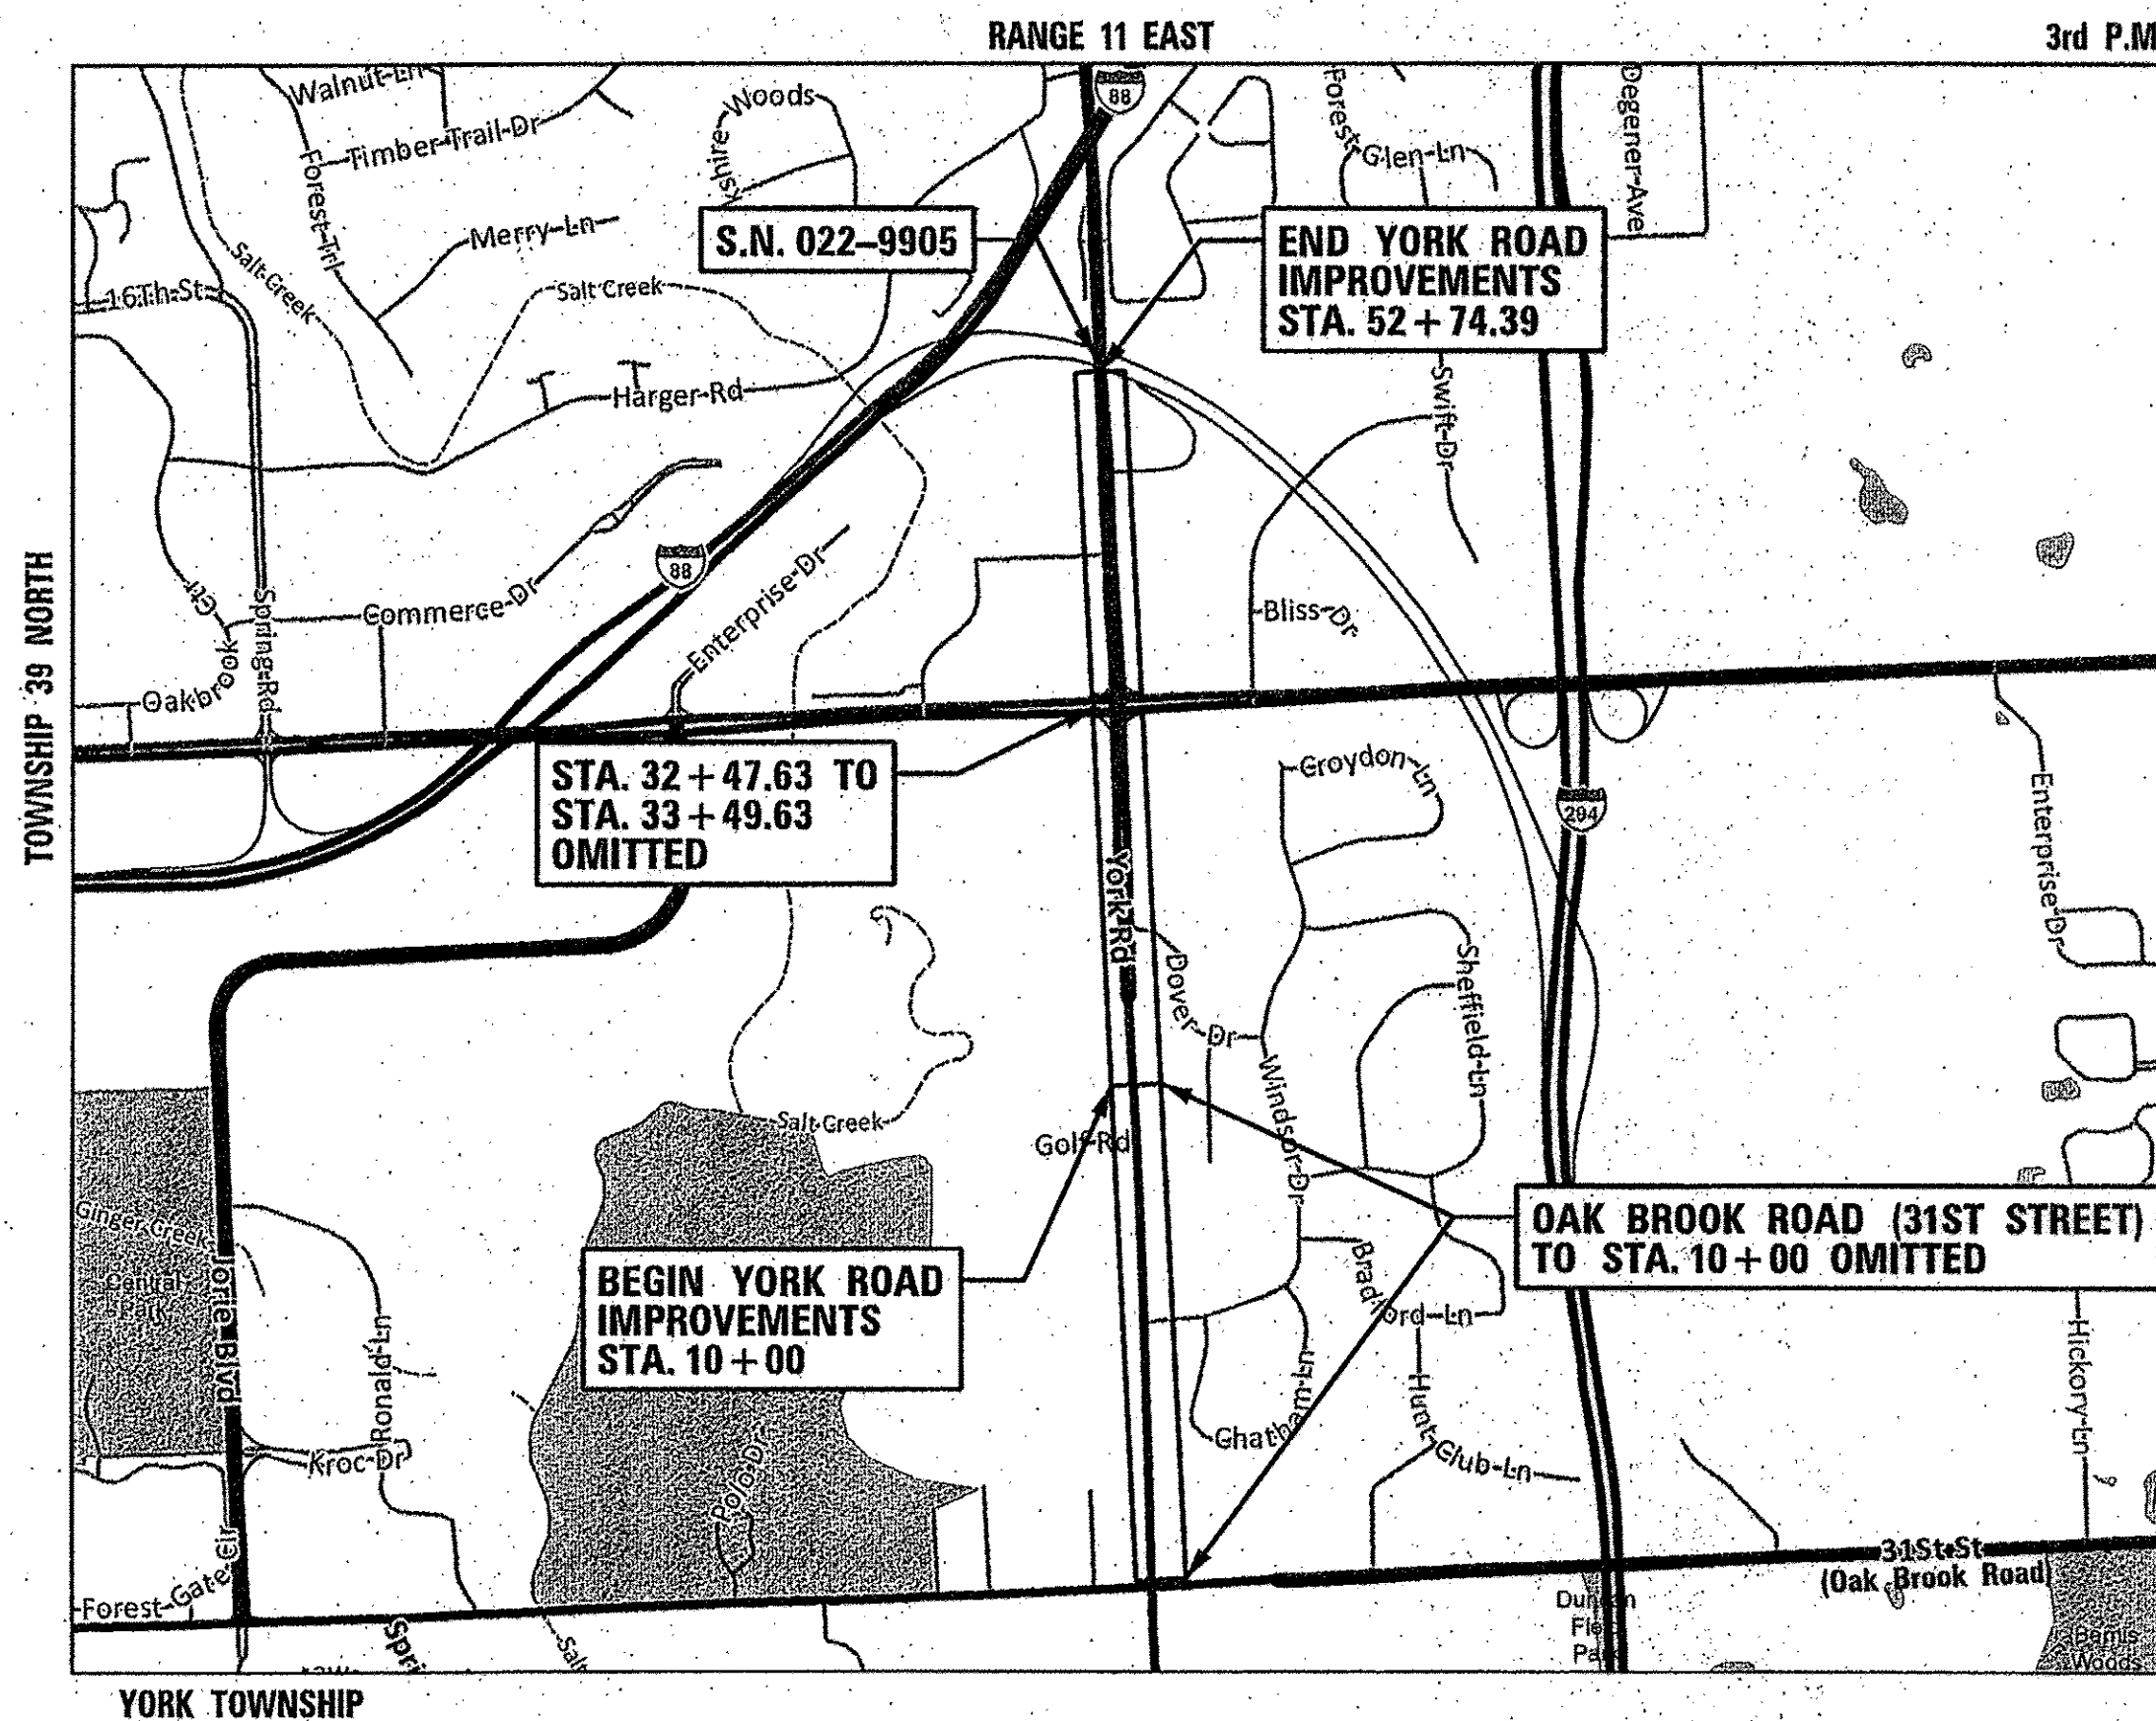 RANGE 11 EAST
3rd P.M
Walnut-Ln
Woods
88
Forest
Degener-Ave
Timber-Trail-Dr
Glen-Ln
Forest-Trl
Merry-Ln
S.N. 022-9905
END YORK ROAD
IMPROVEMENTS
STA. 52+74.39
Salt Creek
Salt Creek
16Th-St
Harger-Rd
Swift-Dr
TOWNSHIP 39 NORTH
88
Enterprise-Dr
Commerce-Dr
Bliss-Dr
Spring-Rd
Oakbrook
Ctr
STA. 32+47.63 TO
STA. 33+49.63
OMITTED
Croydon-Ln
294
Enterprise-Dr
York-Rd
Dover-Dr
Sheffield-Ln
Windsor-Dr
Salt Creek
Golf-Rd
Ginger Creek
Central
Park
Jorie Blvd
BEGIN YORK ROAD
IMPROVEMENTS
STA. 10+00
OAK BROOK ROAD (31ST STREET)
TO STA. 10+00 OMITTED
Bradford-Ln
Ronald-Ln
Hickory-Ln
Chatham-Ln
Hunt
Club-Ln
Kroc-Dr
Polo-Dr
31St-St
(Oak Brook Road)
Forest-Gate-Cir
Salt
Spri
Bemis
Woods
YORK TOWNSHIP